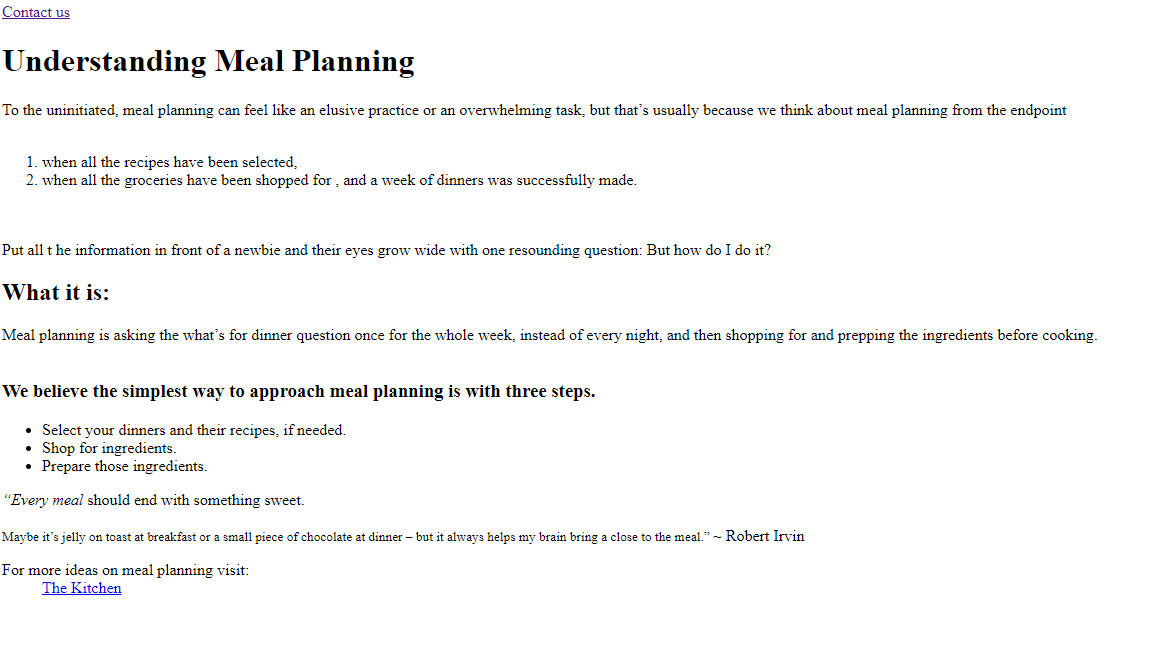 Contact us
Understanding Meal Planning
To the uninitiated, meal planning can feel like an elusive practice or an overwhelming task, but that’s usually because we think about meal planning from the endpoint
1. when all the recipes have been selected,
2. when all the groceries have been shopped for , and a week of dinners was successfully made.
Put all t he information in front of a newbie and their eyes grow wide with one resounding question: But how do I do it?
What it is:
Meal planning is asking the what’s for dinner question once for the whole week, instead of every night, and then shopping for and prepping the ingredients before cooking.
We believe the simplest way to approach meal planning is with three steps.
• Select your dinners and their recipes, if needed.
• Shop for ingredients.
• Prepare those ingredients.
“Every meal should end with something sweet.
Maybe it’s jelly on toast at breakfast or a small piece of chocolate at dinner – but it always helps my brain bring a close to the meal.” ~ Robert Irvin
For more ideas on meal planning visit:
The Kitchen